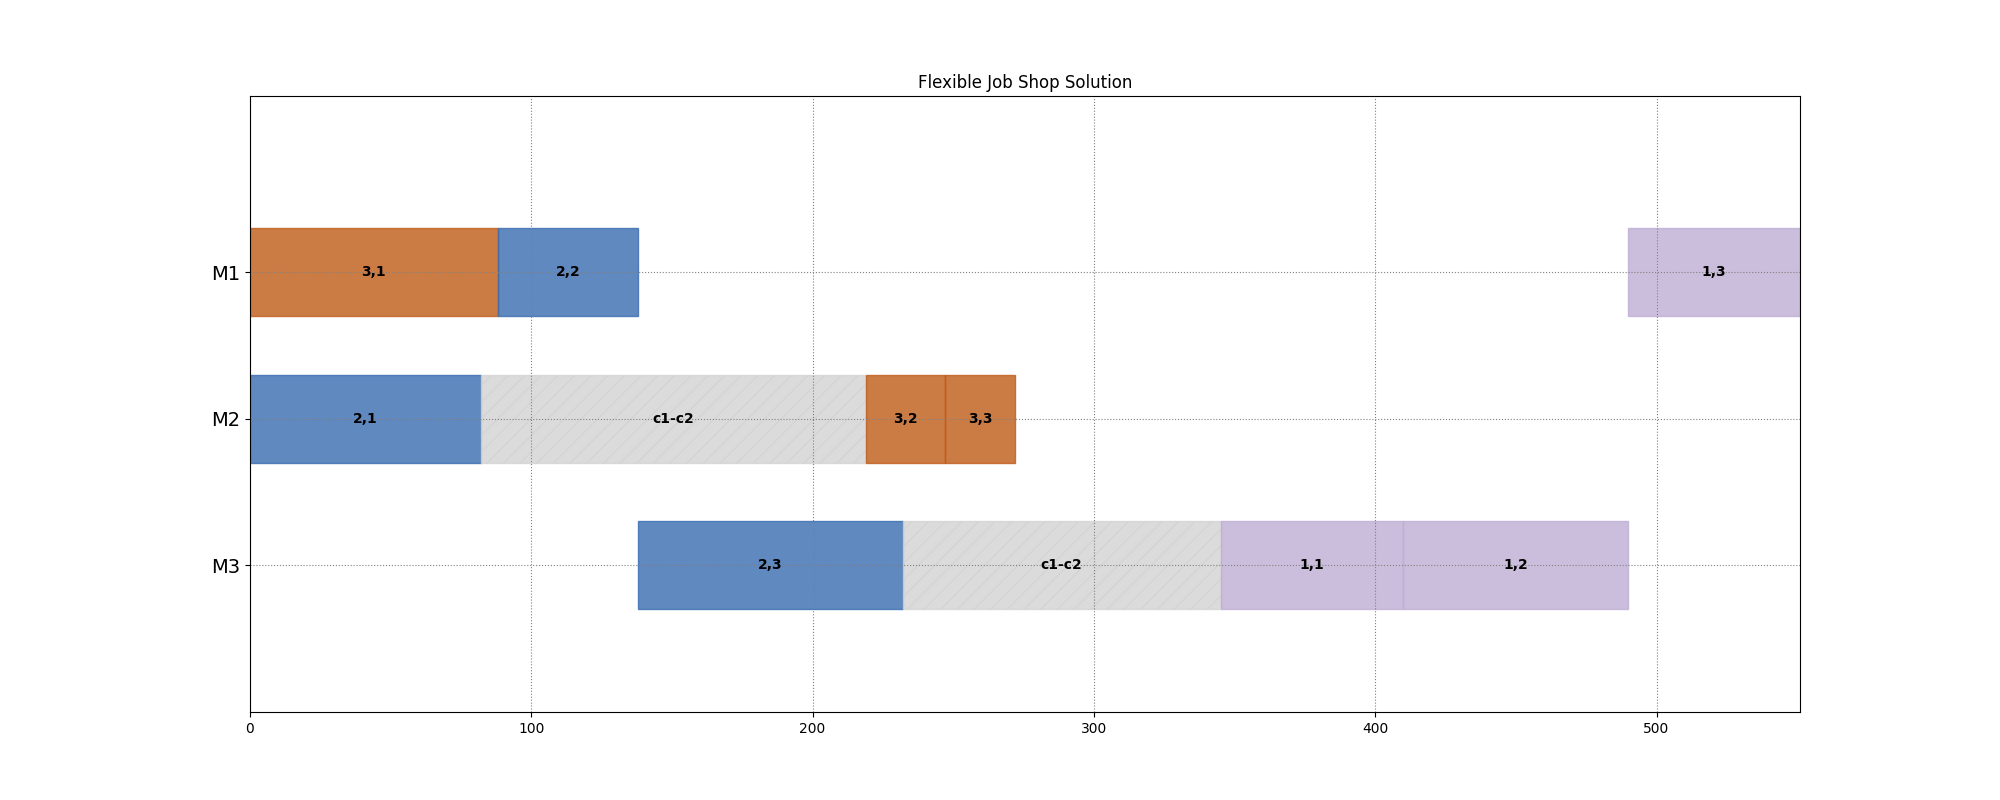 Flexible Job Shop Solution
M1
3,1
2,2
1,3
M2
2,1
c1-c2
3,2
3,3
M3
2,3
c1-c2
1,1
1,2
0
100
200
300
400
500